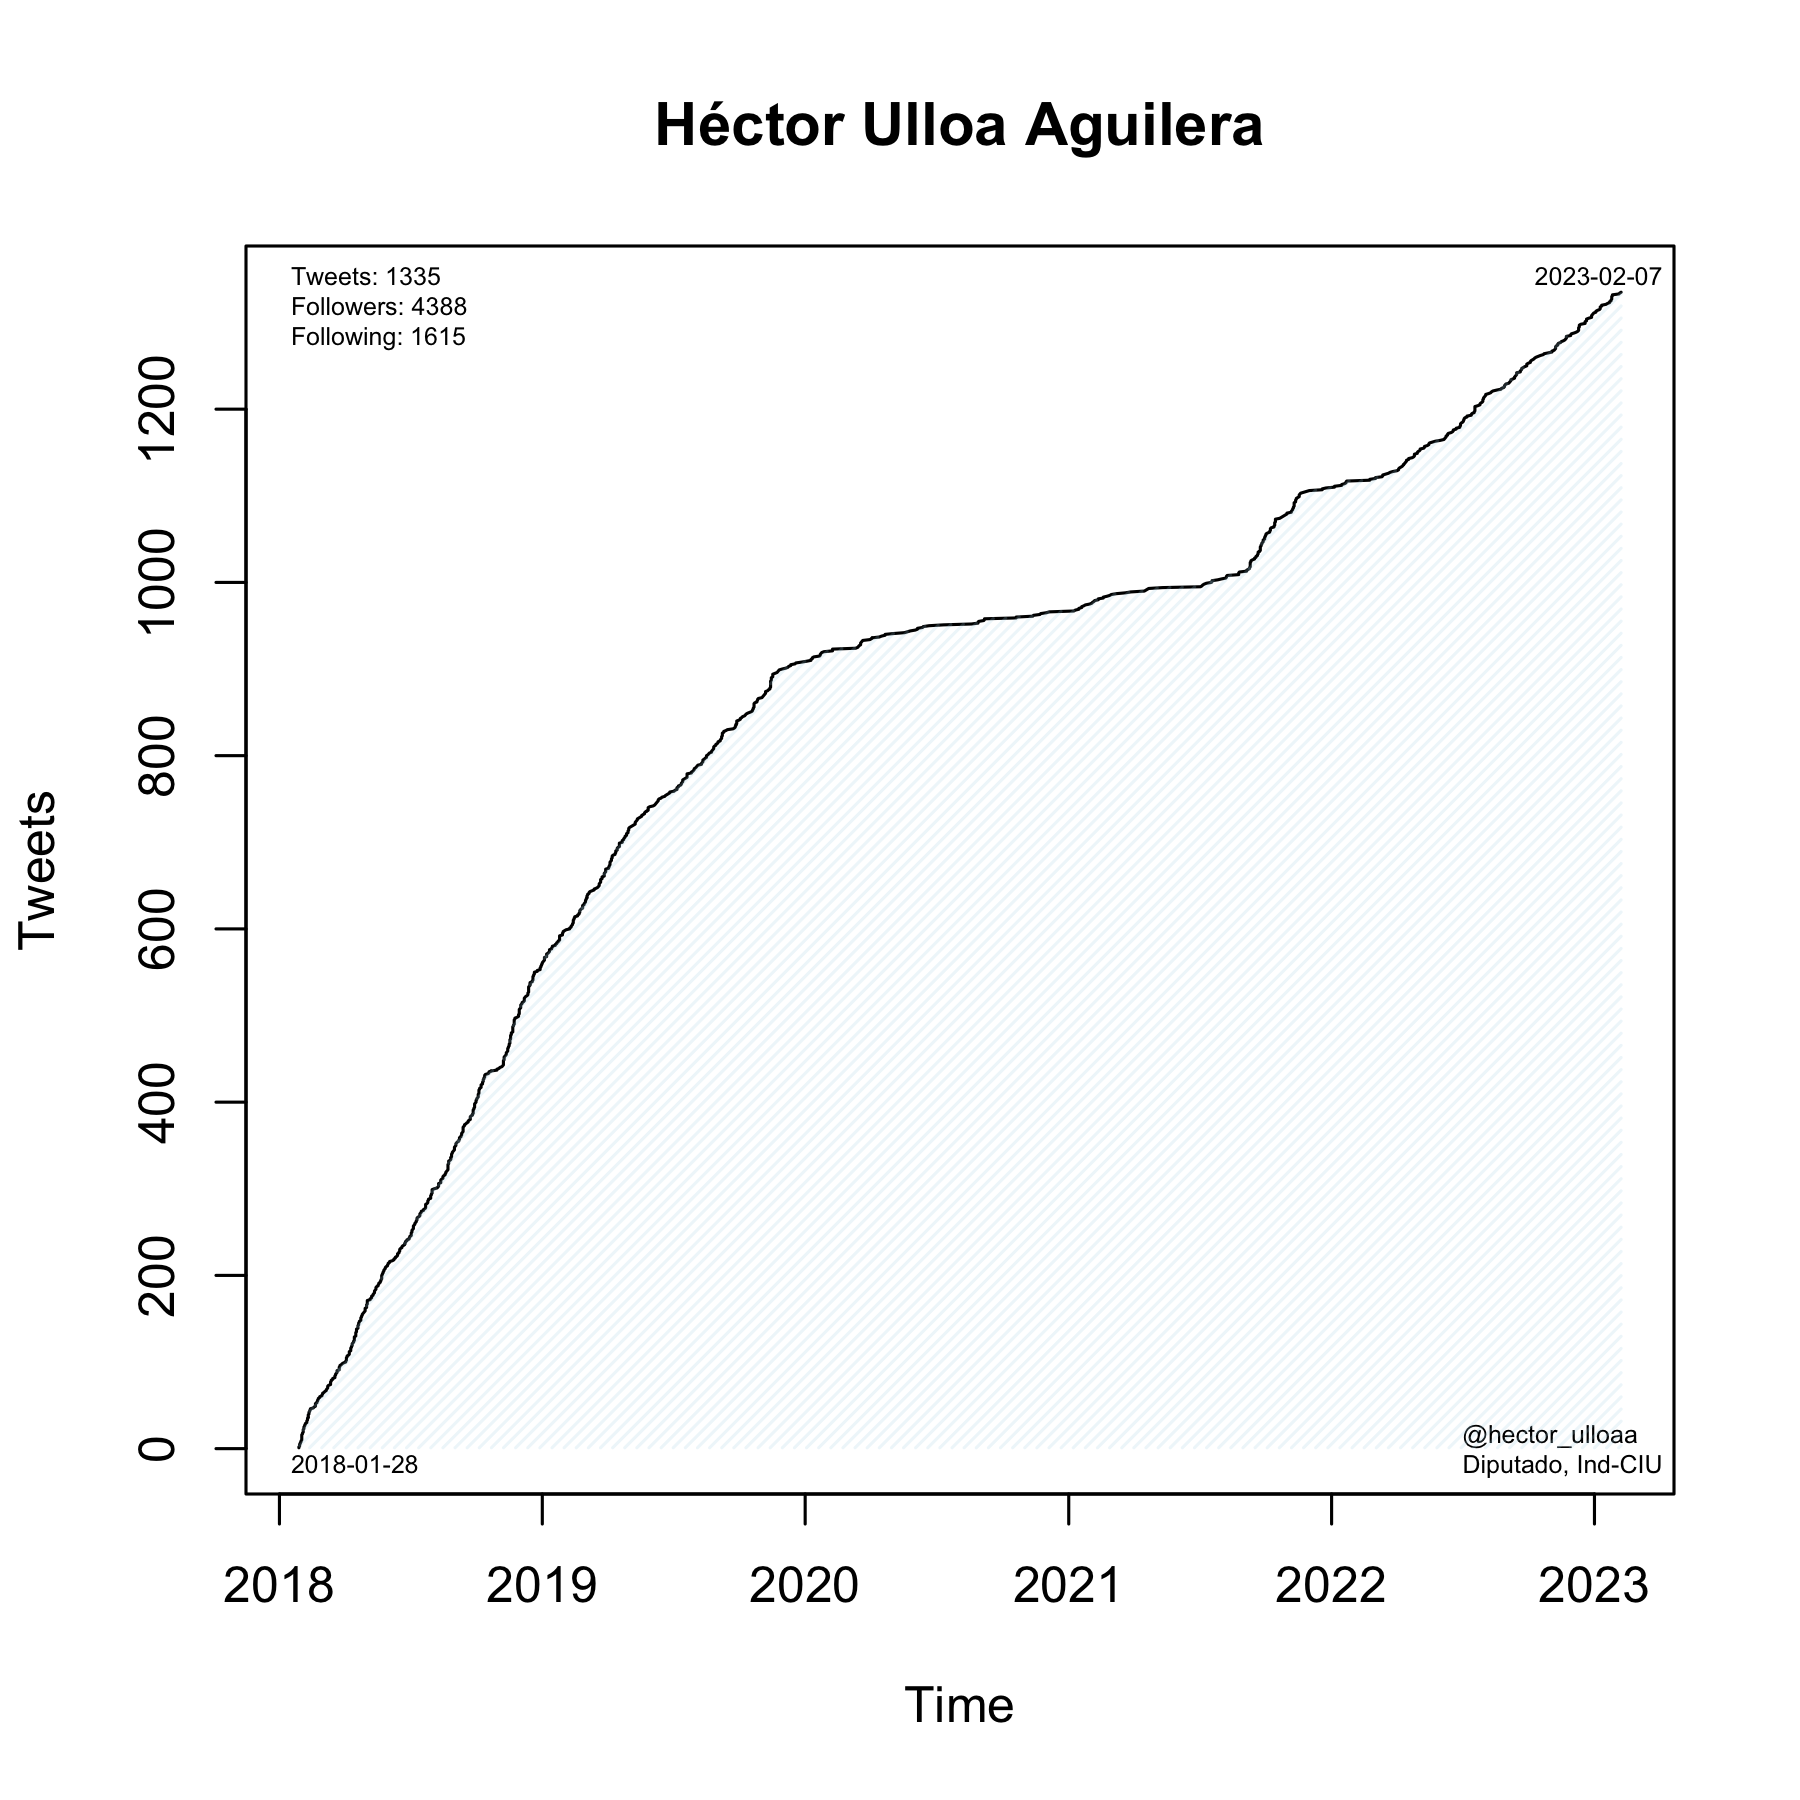 Héctor Ulloa Aguilera
Tweets: 1335
Followers: 4388
Following: 1615
2023-02-07
Tweets
1200
1000
800
600
400
200
0
2018-01-28
@hector_ulloaa
Diputado, Ind-CIU
2018 2019 2020 2021 2022 2023
Time